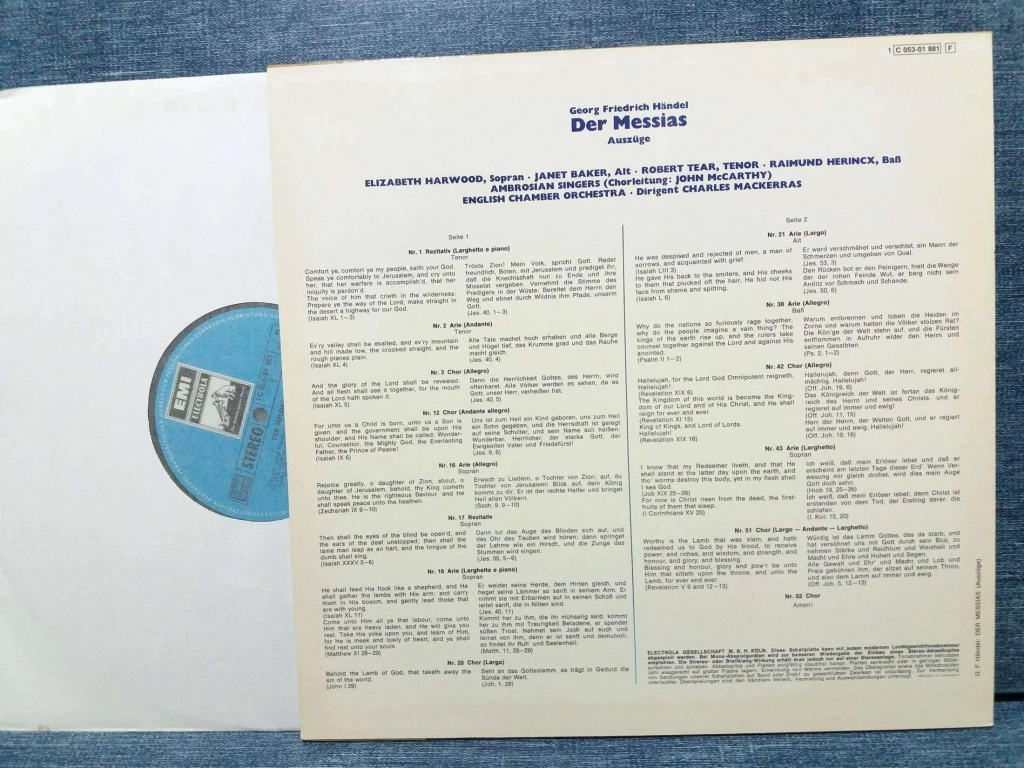 1 C 053-01 881 F
Georg Friedrich Händel
Der Messias
Auszüge
ELIZABETH HARWOOD, Sopran · JANET BAKER, Alt · ROBERT TEAR, TENOR · RAIMUND HERINCX, Baß
AMBROSIAN SINGERS (Chorleitung: JOHN McCARTHY)
ENGLISH CHAMBER ORCHESTRA · Dirigent CHARLES MACKERRAS
Seite 1
Nr. 1 Rezitativ (Larghetto e piano)
Tenor
Comfort ye, comfort ye my people, saith your God.
Speak ye comfortably to Jerusalem, and cry unto
her, that her warfare is accomplish'd, that her
iniquity is pardon'd.
The voice of him that crieth in the wilderness:
Prepare ye the way of the Lord, make straight in
the desert a highway for our God.
(Isaiah XL 1—3)
Tröste Zion! Mein Volk, spricht Gott. Redet
freundlich, Boten, mit Jerusalem und prediget ihr,
daß die Knechtschaft nun zu Ende und ihre
Missetat vergeben. Vernehmt die Stimme des
Predigers in der Wüste: Bereitet dem Herrn den
Weg und ebnet durch Wildnis ihm Pfade, unserm
Gott.
(Jes. 40, 1—3)
Nr. 2 Arie (Andante)
Tenor
Ev'ry valley shall be exalted, and ev'ry mountain
and hill made low, the crooked straight, and the
rough places plain.
(Isaiah XL 4)
Alle Tale machet hoch erhaben und alle Berge
und Hügel tief, das Krumme grad und das Rauhe
macht gleich.
(Jes. 40, 4)
Nr. 3 Chor (Allegro)
And the glory of the Lord shall be revealed.
And all flesh shall see it together, for the mouth
of the Lord hath spoken it.
(Isaiah XL 5)
Denn die Herrlichkeit Gottes, des Herrn, wird
offenbaret. Alle Völker werden es sehen, da es
Gott, unser Herr, verheißen hat.
(Jes. 40, 5)
Nr. 12 Chor (Andante allegro)
For unto us a Child is born, unto us a Son is
given, and the government shall be upon His
shoulder, and His Name shall be called: Wonder-
ful, Counsellor, the Mighty God, the Everlasting
Father, the Prince of Peace!
(Isaiah IX 6)
Uns ist zum Heil ein Kind geboren, uns zum Heil
ein Sohn gegeben, und die Herrschaft ist gelegt
auf seine Schulter, und sein Name soll heißen:
Wunderbar, Herrlicher, der starke Gott, der
Ewigkeiten Vater und Friedefürst!
(Jes. 9, 6)
Nr. 16 Arie (Allegro)
Sopran
Rejoice greatly, o daughter of Zion, shout, o
daughter of Jerusalem, behold, thy King cometh
unto thee. He is the righteous Saviour, and He
shall speak peace unto the heathen.
(Zechariah IX 9—10)
Erwach zu Liedern, o Tochter von Zion; auf, du
Tochter von Jerusalem! Blick auf, dein König
kommt zu dir. Er ist der rechte Helfer und bringet
Heil allen Völkern.
(Sach. 9, 9—10)
Nr. 17 Rezitativ
Sopran
Then shall the eyes of the blind be open'd, and
the ears of the deaf unstopped; then shall the
lame man leap as an hart, and the tongue of the
dumb shall sing.
(Isaiah XXXV 5—6)
Dann tut das Auge des Blinden sich auf, und
das Ohr des Tauben wird hören; dann springet
der Lahme wie ein Hirsch, und die Zunge des
Stummen wird singen.
(Jes. 35, 5—6)
Nr. 18 Arie (Larghetto e piano)
Sopran
He shall feed His flock like a shepherd, and He
shall gather the lambs with His arm; and carry
them in His bosom, and gently lead those that
are with young.
(Isaiah XL 11)
Come unto Him all ye that labour, come unto
Him that are heavy laden, and He will give you
rest. Take His yoke upon you, and learn of Him,
for He is meek and lowly of heart, and ye shall
find rest unto your souls.
(Matthew XI 28—29)
Er weidet seine Herde, dem Hirten gleich, und
heget seine Lämmer so sanft in seinem Arm. Er
nimmt sie mit Erbarmen auf in seinen Schoß und
leitet sanft, die in Nöten sind.
(Jes. 40, 11)
Kommt her zu ihm, die ihr mühselig seid, kommt
her zu ihm mit Traurigkeit Beladene, er spendet
süßen Trost. Nehmet sein Joch auf euch und
lernet von ihm, denn er ist sanft und demutvoll,
so findet ihr Ruh' und Seelenheil.
(Matth. 11, 28—29)
Nr. 20 Chor (Largo)
Behold the Lamb of God, that taketh away the
sin of the world.
(John I 29)
Seht an das Gotteslamm, es trägt in Geduld die
Sünde der Welt.
(Joh. 1, 29)
Seite 2
Nr. 21 Arie (Largo)
Alt
He was despised and rejected of men, a man of
sorrows, and acquainted with grief.
(Isaiah LIII 3)
He gave His back to the smiters, and His cheeks
to them that plucked off the hair, He hid not His
face from shame and spitting.
(Isaiah L 6)
Er ward verschmähet und verachtet, ein Mann der
Schmerzen und umgeben von Qual.
(Jes. 53, 3)
Den Rücken bot er den Peinigern, hielt die Wange
dar der rohen Feinde Wut, er barg nicht sein
Antlitz vor Schmach und Schande.
(Jes. 50, 6)
Nr. 38 Arie (Allegro)
Baß
Why do the nations so furiously rage together,
why do the people imagine a vain thing? The
kings of the earth rise up, and the rulers take
counsel together against the Lord and against His
anointed.
(Psalm II 1—2)
Warum entbrennen und toben die Heiden im
Zorne und warum halten die Völker stolzen Rat?
Die Kön'ge der Welt stehn auf, und die Fürsten
entflammen in Aufruhr wider den Herrn und
seinen Gesalbten.
(Ps. 2, 1—2)
Nr. 42 Chor (Allegro)
Hallelujah, for the Lord God Omnipotent reigneth,
Hallelujah!
(Revelation XIX 6)
The Kingdom of this world is become the King-
dom of our Lord and of His Christ, and He shall
reign for ever and ever.
(Revelation XI 15)
King of Kings, and Lord of Lords.
Hallelujah!
(Revelation XIX 16)
Hallelujah, denn Gott, der Herr, regieret all-
mächtig. Hallelujah!
(Off. Joh. 19, 6)
Das Königreich der Welt ist fortan das König-
reich des Herrn und seines Christs, und er
regieret auf immer und ewig!
(Off. Joh. 11, 15)
Herr der Herrn, der Welten Gott, und er regiert
auf immer und ewig. Hallelujah!
(Off. Joh. 19, 16)
Nr. 43 Arie (Larghetto)
Sopran
I know that my Redeemer liveth, and that He
shall stand at the latter day upon the earth, and
tho' worms destroy this body, yet in my flesh shall
I see God.
(Job XIX 25—26)
For now is Christ risen from the dead, the first-
fruits of them that sleep.
(I Corinthians XV 20)
Ich weiß, daß mein Erlöser lebet und daß er
erscheint am letzten Tage dieser Erd'. Wenn Ver-
wesung mir gleich drohet, wird dies mein Auge
Gott doch sehn.
(Hiob 19, 25—26)
Ich weiß, daß mein Erlöser lebet; denn Christ ist
erstanden von dem Tod, der Erstling derer, die
schlafen.
(I. Kor. 15, 20)
Nr. 51 Chor (Largo — Andante — Larghetto)
Worthy is the Lamb that was slain, and hath
redeemed us to God by His blood, to receive
power, and riches, and wisdom, and strength, and
honour, and glory, and blessing.
Blessing and honour, glory and pow'r be unto
Him that sitteth upon the throne, and unto the
Lamb, for ever and ever.
(Revelation V 9 and 12—13)
Würdig ist das Lamm Gottes, das da starb, und
hat versöhnet uns mit Gott durch sein Blut, zu
nehmen Stärke und Reichtum und Weisheit und
Macht und Ehre und Hoheit und Segen.
Alle Gewalt und Ehr' und Macht und Lob und
Preis gebühren ihm, der sitzet auf seinem Thron,
und also dem Lamm auf immer und ewig.
(Off. Joh. 5, 12—13)
Nr. 52 Chor
Amen!
ELECTROLA GESELLSCHAFT M. B. H. KÖLN. Diese Schallplatte kann mit jedem modernen Leichtgewichtstonabnehmer
abgespielt werden. Bei Mono-Abspielgeräten wird zur besseren Wiedergabe der Einbau eines Stereo-Abtastkopfes
empfohlen. Die Stereo- oder Breitklang-Wirkung erhält man jedoch nur auf einer Stereoanlage.
G. F. Händel: DER MESSIAS (Auszüge)
EMI
ELECTROLA
STEREO